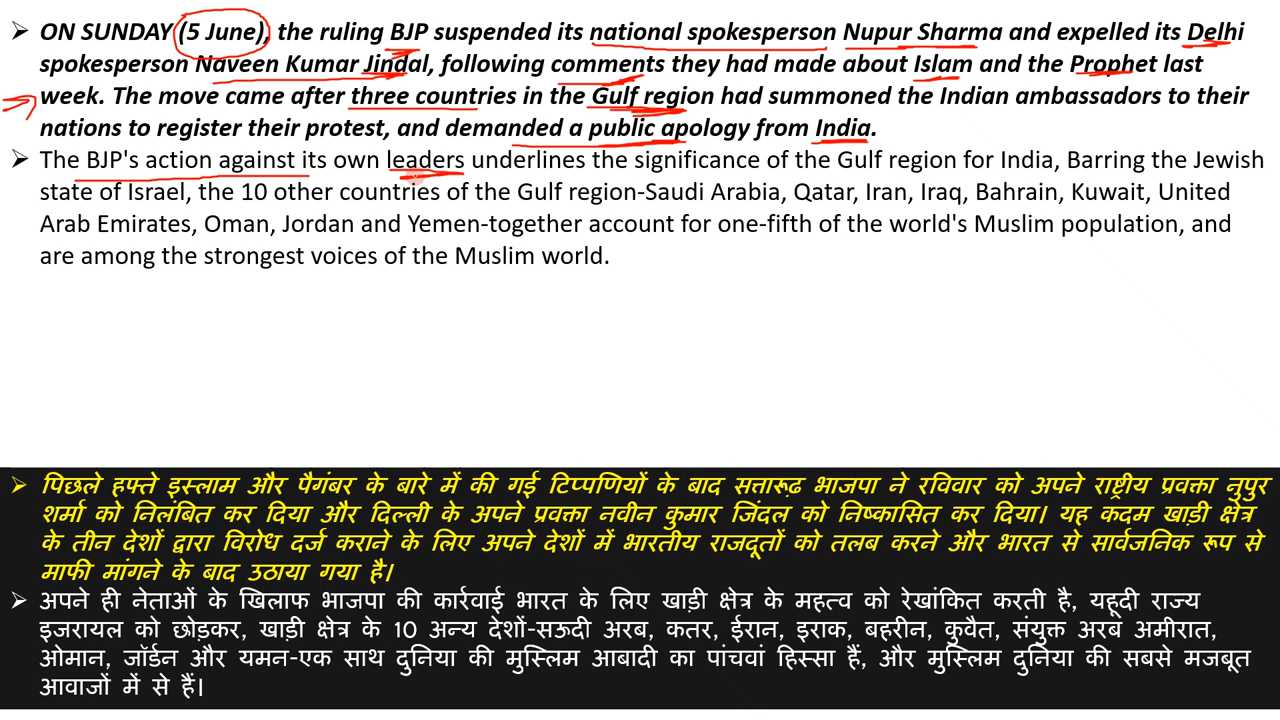 ➢ ON SUNDAY (5 June), the ruling BJP suspended its national spokesperson Nupur Sharma and expelled its Delhi
spokesperson Naveen Kumar Jindal, following comments they had made about Islam and the Prophet last
week. The move came after three countries in the Gulf region had summoned the Indian ambassadors to their
nations to register their protest, and demanded a public apology from India.
➢ The BJP's action against its own leaders underlines the significance of the Gulf region for India, Barring the Jewish
state of Israel, the 10 other countries of the Gulf region-Saudi Arabia, Qatar, Iran, Iraq, Bahrain, Kuwait, United
Arab Emirates, Oman, Jordan and Yemen-together account for one-fifth of the world's Muslim population, and
are among the strongest voices of the Muslim world.
➢ पिछले हफ्ते इस्लाम और पैगंबर के बारे में की गई टिप्पणियों के बाद सत्तारूढ भाजपा ने रविवार को अपने राष्ट्रीय प्रवक्ता नुपुर
शर्मा को निलंबित कर दिया और दिल्ली के अपने प्रवक्ता नवीन कुमार जिंदल को निष्कासित कर दिया। यह कदम खाड़ी क्षेत्र
के तीन देशों द्वारा विरोध दर्ज कराने के लिए अपने देशों में भारतीय राजदूतों को तलब करने और भारत से सार्वजनिक रूप से
माफी मांगने के बाद उठाया गया है।
➢ अपने ही नेताओं के खिलाफ भाजपा की कार्रवाई भारत के लिए खाड़ी क्षेत्र के महत्व को रेखांकित करती है, यहूदी राज्य
इजरायल को छोड़कर, खाड़ी क्षेत्र के 10 अन्य देशों-सऊदी अरब, कतर, ईरान, इराक, बहरीन, कुवैत, संयुक्त अरब अमीरात,
ओमान, जॉर्डन और यमन-एक साथ दुनिया की मुस्लिम आबादी का पांचवां हिस्सा हैं, और मुस्लिम दुनिया की सबसे मजबूत
आवाजों में से हैं।